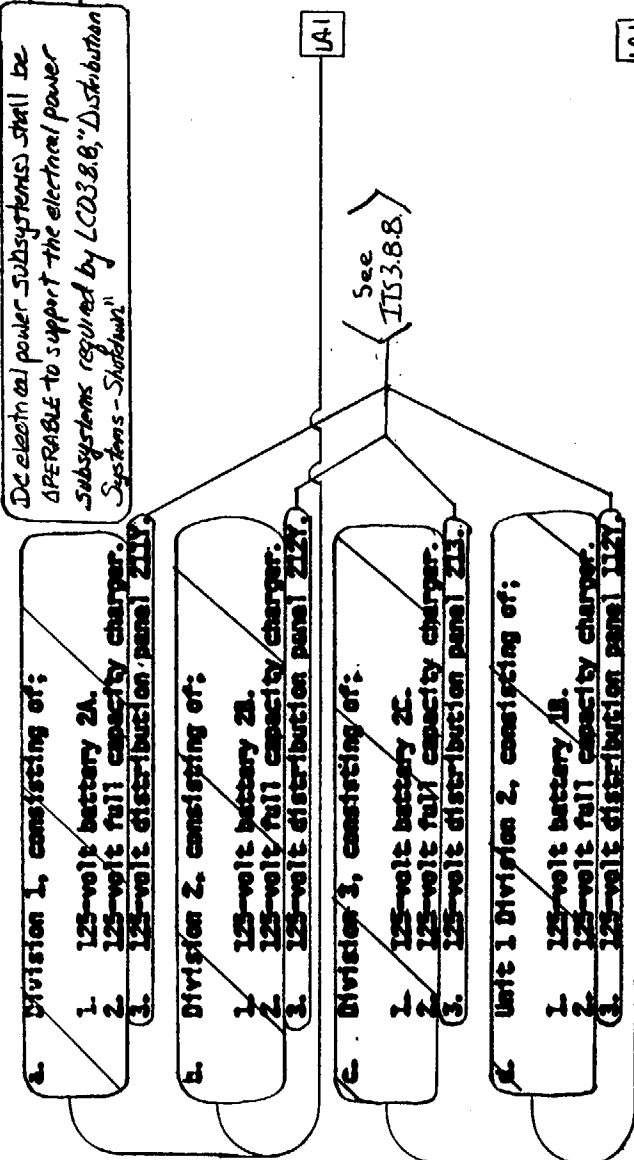 DC electrical power subsystem(s) shall be
OPERABLE to support the electrical power
subsystems required by LCO 3.8.8, "Distribution
Systems - Shutdown"
LA.1
a. Division 1, consisting of:
1. 125-volt battery 2A.
2. 125-volt full capacity charger.
3. 125-volt distribution panel 211Y.
b. Division 2, consisting of:
1. 125-volt battery 2B.
2. 125-volt full capacity charger.
3. 125-volt distribution panel 212Y.
See
ITS 3.8.8.
c. Division 3, consisting of:
1. 125-volt battery 2C.
2. 125-volt full capacity charger.
3. 125-volt distribution panel 213.
d. Unit 1 Division 2, consisting of:
1. 125-volt battery 1B.
2. 125-volt full capacity charger.
3. 125-volt distribution panel 112Y.
LA.1